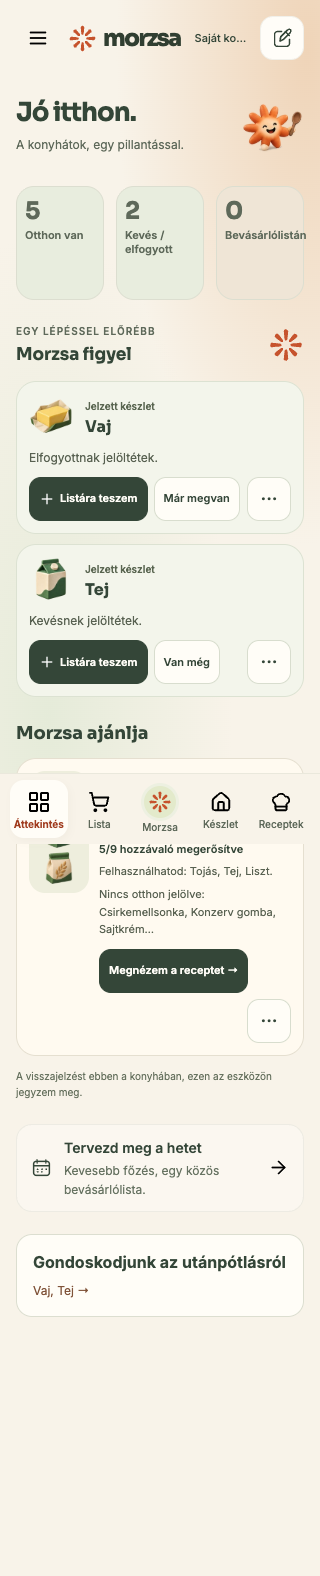 morzsa
Saját ko...
Jó itthon.
A konyhátok, egy pillantással.
5
Otthon van
2
Kevés /
elfogyott
0
Bevásárlólistán
EGY LÉPÉSSEL ELŐRÉBB
Morzsa figyel
Jelzett készlet
Vaj
Elfogyottnak jelöltétek.
+ Listára teszem
Már megvan
...
Jelzett készlet
Tej
Kevésnek jelöltétek.
+ Listára teszem
Van még
...
Morzsa ajánlja
Áttekintés
Lista
Morzsa
Készlet
Receptek
5/9 hozzávaló megerősítve
Felhasználhatod: Tojás, Tej, Liszt.
Nincs otthon jelölve:
Csirkemellsonka, Konzerv gomba,
Sajtkrém...
Megnézem a receptet →
...
A visszajelzést ebben a konyhában, ezen az eszközön
jegyzem meg.
Tervezd meg a hetet
Kevesebb főzés, egy közös
bevásárlólista.
Gondoskodjunk az utánpótlásról
Vaj, Tej →